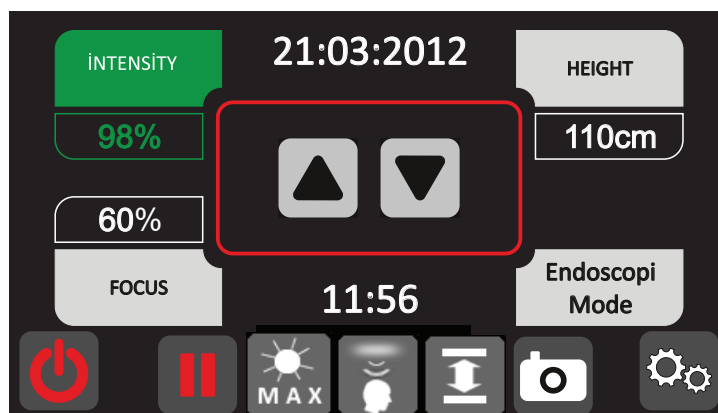 İNTENSİTY
21:03:2012
HEIGHT
98%
110cm
60%
FOCUS
11:56
Endoscopi
Mode
MAX